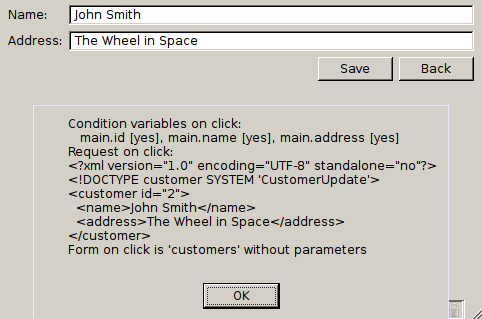 Name: John Smith
Address: The Wheel in Space
Save Back
Condition variables on click:
main.id [yes], main.name [yes], main.address [yes]
Request on click:
<?xml version="1.0" encoding="UTF-8" standalone="no"?>
<!DOCTYPE customer SYSTEM 'CustomerUpdate'>
<customer id="2">
<name>John Smith</name>
<address>The Wheel in Space</address>
</customer>
Form on click is 'customers' without parameters
OK